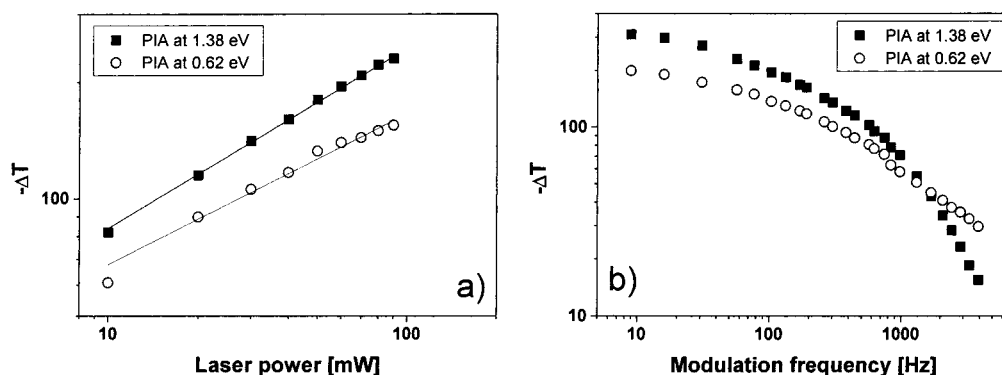 PIA at 1.38 eV
PIA at 0.62 eV
-ΔT
100
10
100
a)
Laser power [mW]
PIA at 1.38 eV
PIA at 0.62 eV
-ΔT
100
10
10
100
1000
b)
Modulation frequency [Hz]